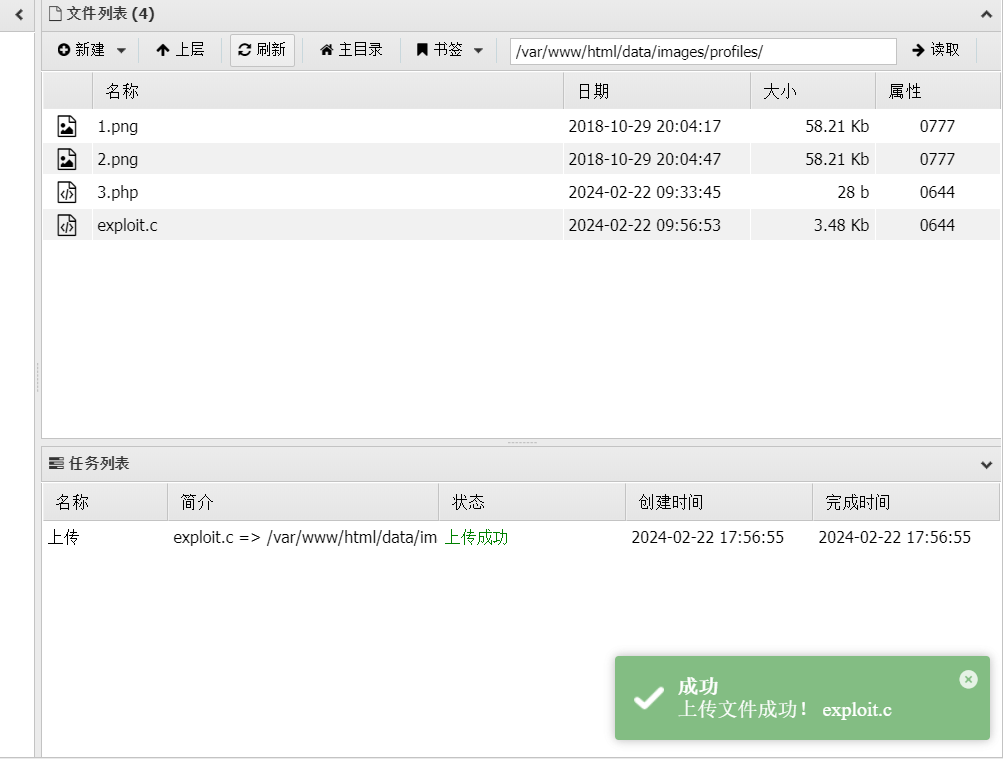 文件列表 (4)
新建 上层 刷新 主目录 书签 /var/www/html/data/images/profiles/ 读取
名称 日期 大小 属性
1.png 2018-10-29 20:04:17 58.21 Kb 0777
2.png 2018-10-29 20:04:47 58.21 Kb 0777
3.php 2024-02-22 09:33:45 28 b 0644
exploit.c 2024-02-22 09:56:53 3.48 Kb 0644
任务列表
名称 简介 状态 创建时间 完成时间
上传 exploit.c => /var/www/html/data/im 上传成功 2024-02-22 17:56:55 2024-02-22 17:56:55
成功
上传文件成功! exploit.c